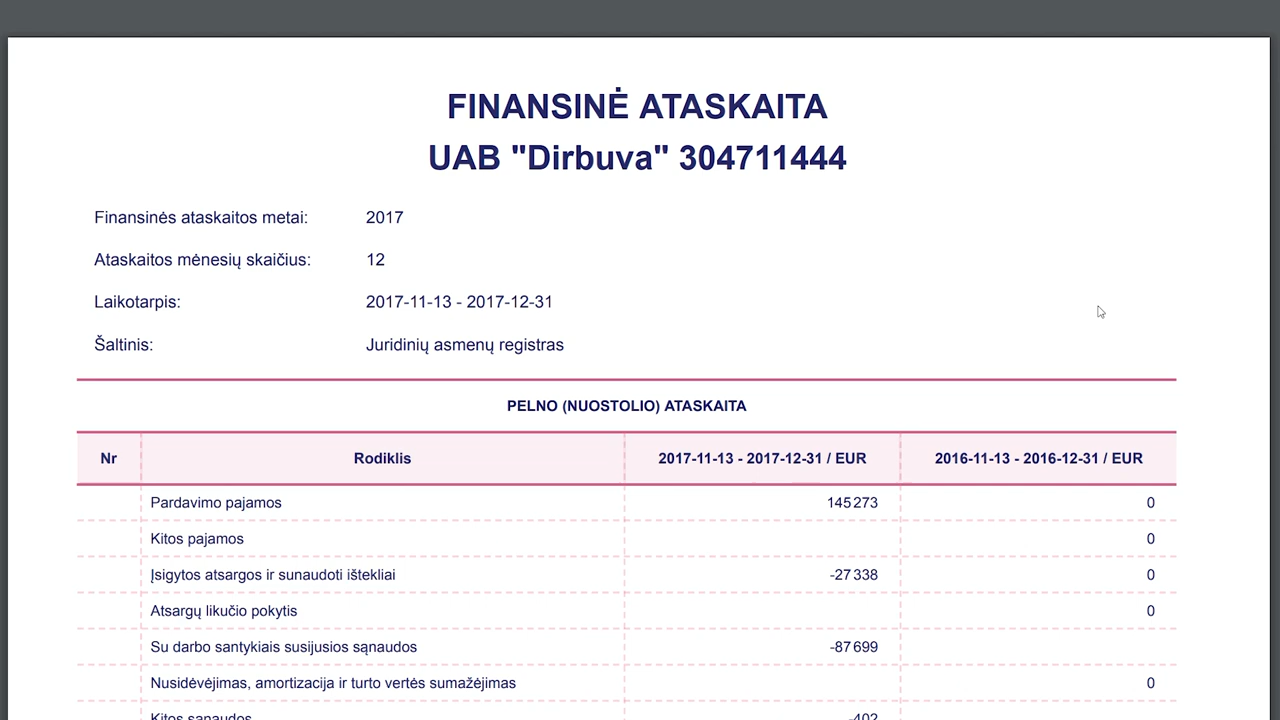 FINANSINĖ ATASKAITA
UAB "Dirbuva" 304711444
Finansinės ataskaitos metai: 2017
Ataskaitos mėnesių skaičius: 12
Laikotarpis: 2017-11-13 - 2017-12-31
Šaltinis: Juridinių asmenų registras
PELNO (NUOSTOLIO) ATASKAITA
Nr Rodiklis 2017-11-13 - 2017-12-31 / EUR 2016-11-13 - 2016-12-31 / EUR
Pardavimo pajamos 145 273 0
Kitos pajamos 0
Įsigytos atsargos ir sunaudoti ištekliai -27 338 0
Atsargų likučio pokytis 0
Su darbo santykiais susijusios sąnaudos -87 699
Nusidėvėjimas, amortizacija ir turto vertės sumažėjimas 0
Kitos sąnaudos -402